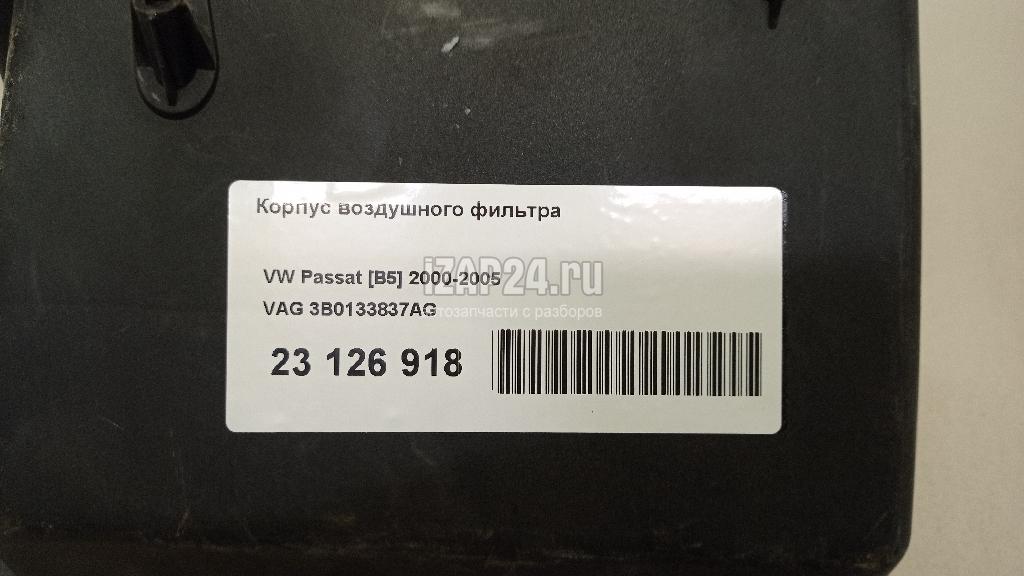 Корпус воздушного фильтра
VW Passat [B5] 2000-2005
iZAP24.ru
VAG 3B0133837AG
автозапчасти с разборов
23 126 918